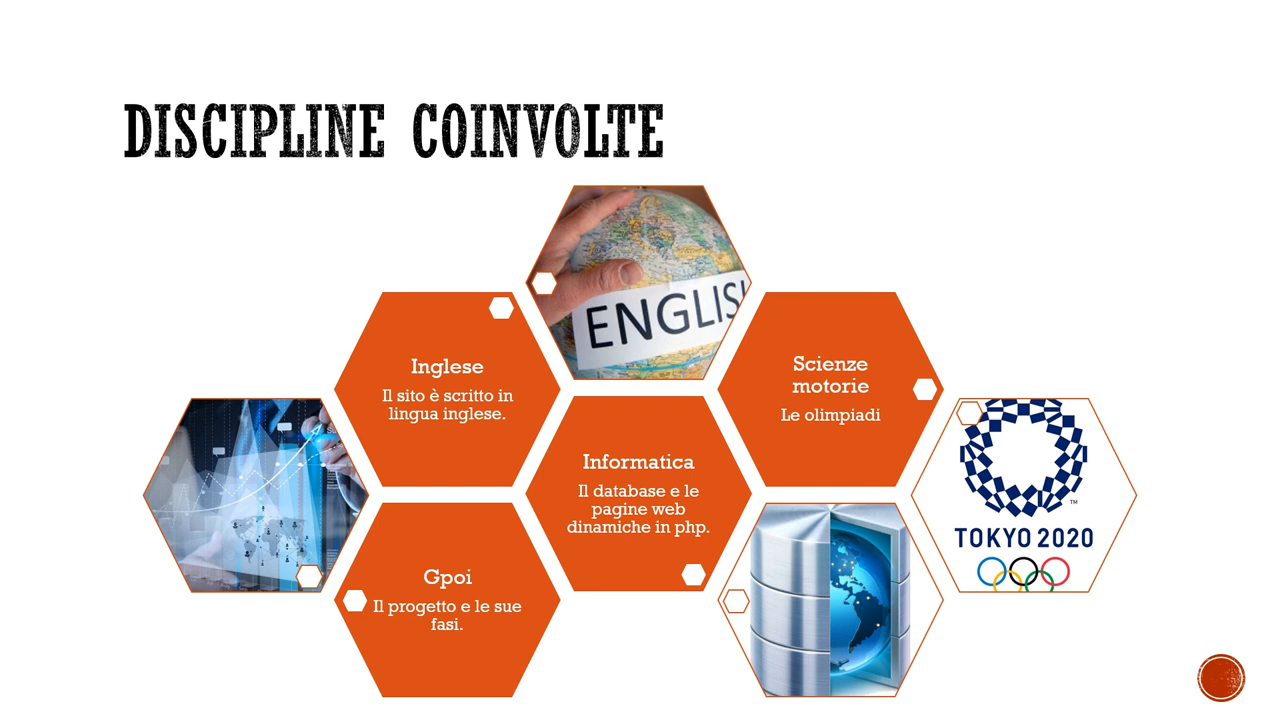 DISCIPLINE COINVOLTE
ENGLIS
Inglese
Il sito è scritto in
lingua inglese.
Scienze
motorie
Le olimpiadi
Informatica
Il database e le
pagine web
dinamiche in php.
TM
TOKYO 2020
Gpoi
Il progetto e le sue
fasi.